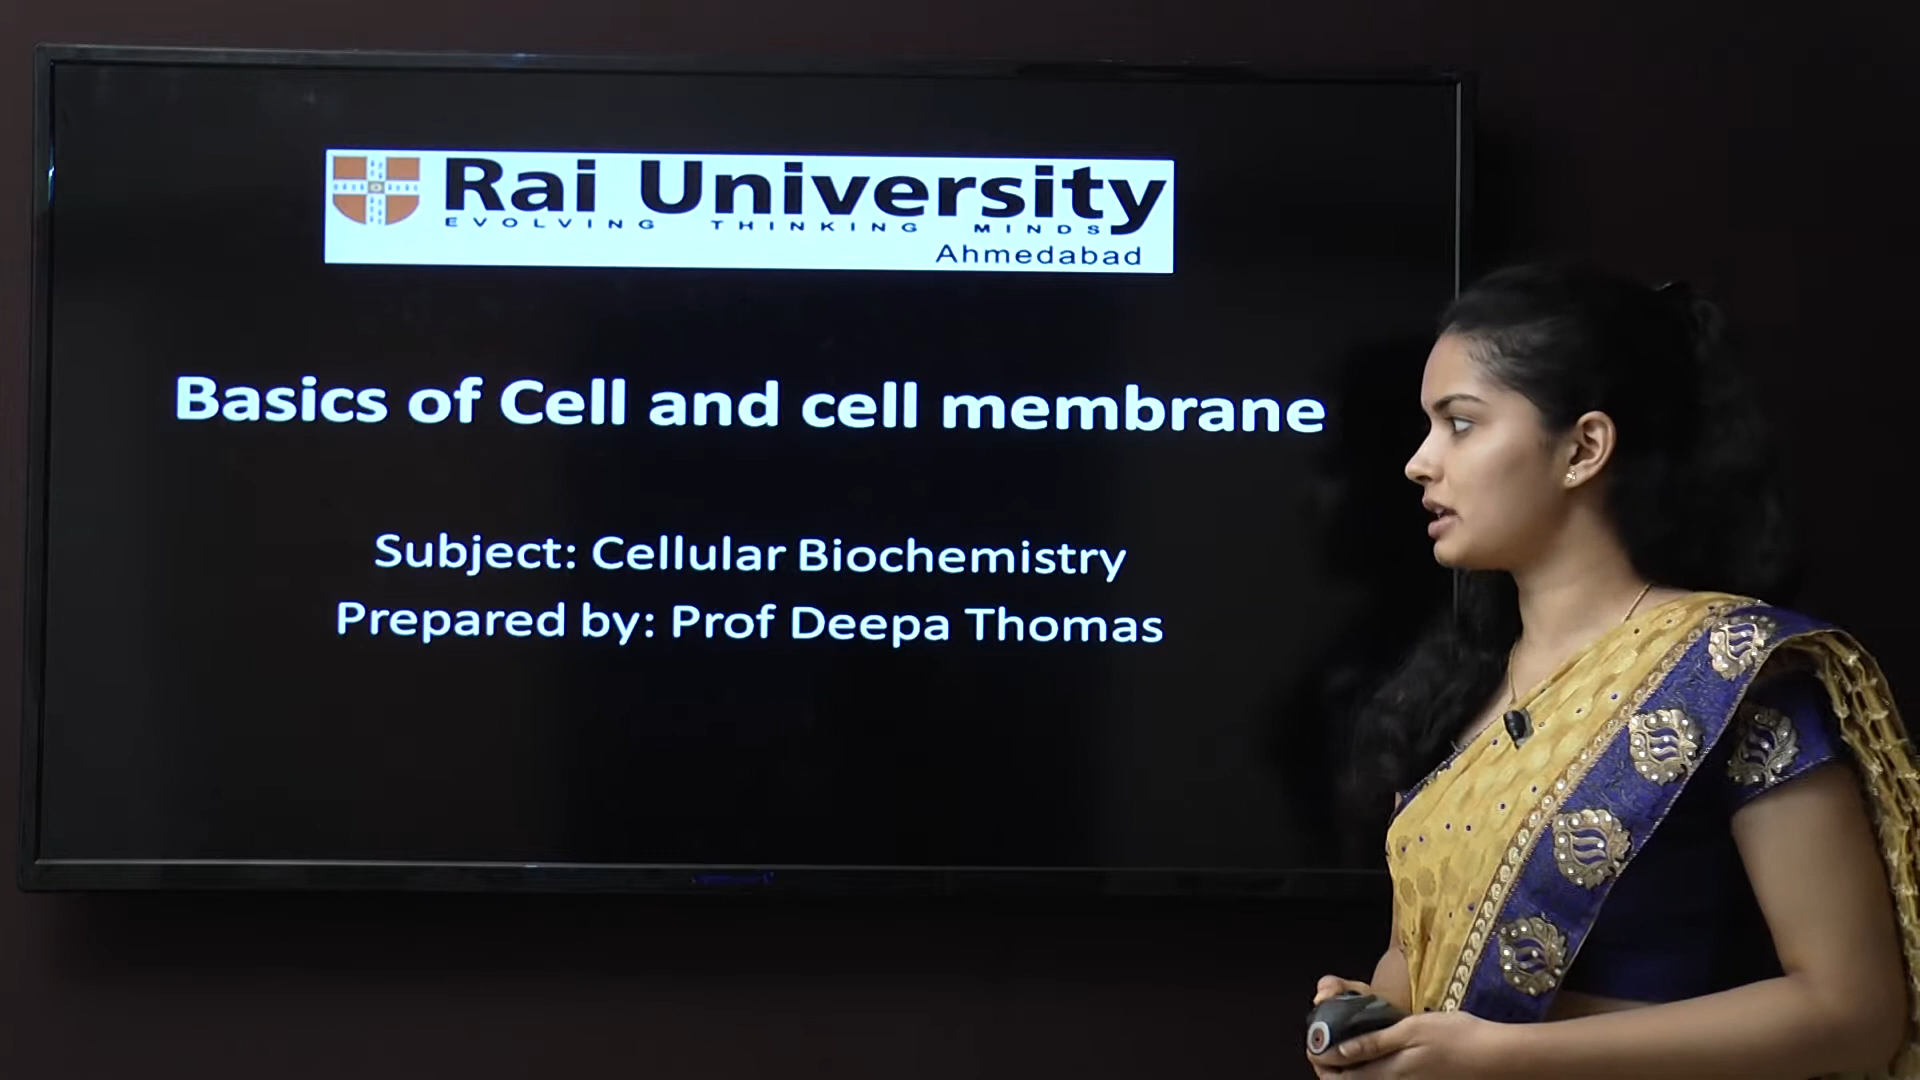 Rai University
EVOLVING THINKING MINDS
Ahmedabad
Basics of Cell and cell membrane
Subject: Cellular Biochemistry
Prepared by: Prof Deepa Thomas